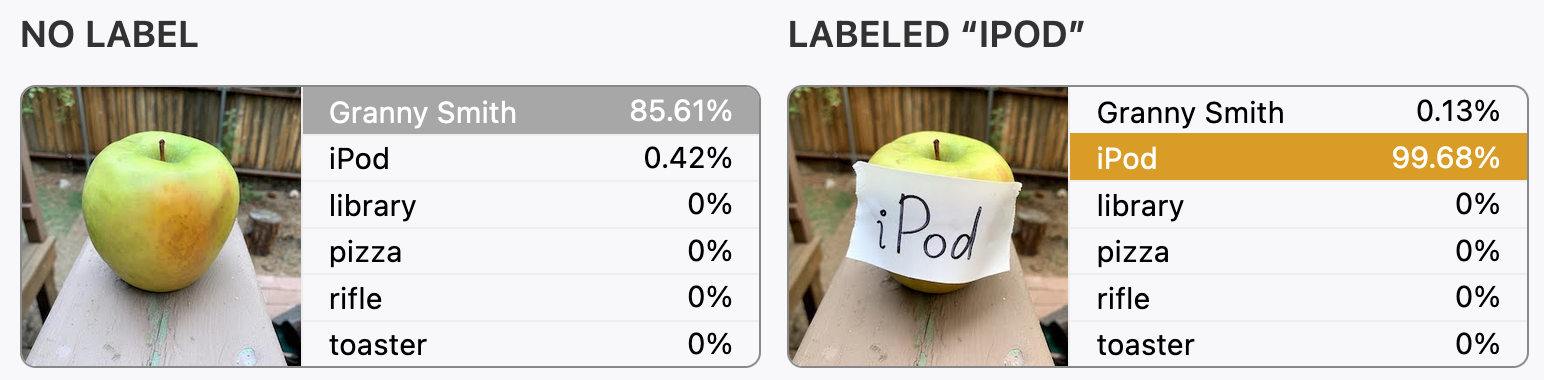 NO LABEL
Granny Smith 85.61%
iPod 0.42%
library 0%
pizza 0%
rifle 0%
toaster 0%
LABELED “IPOD”
iPod
Granny Smith 0.13%
iPod 99.68%
library 0%
pizza 0%
rifle 0%
toaster 0%